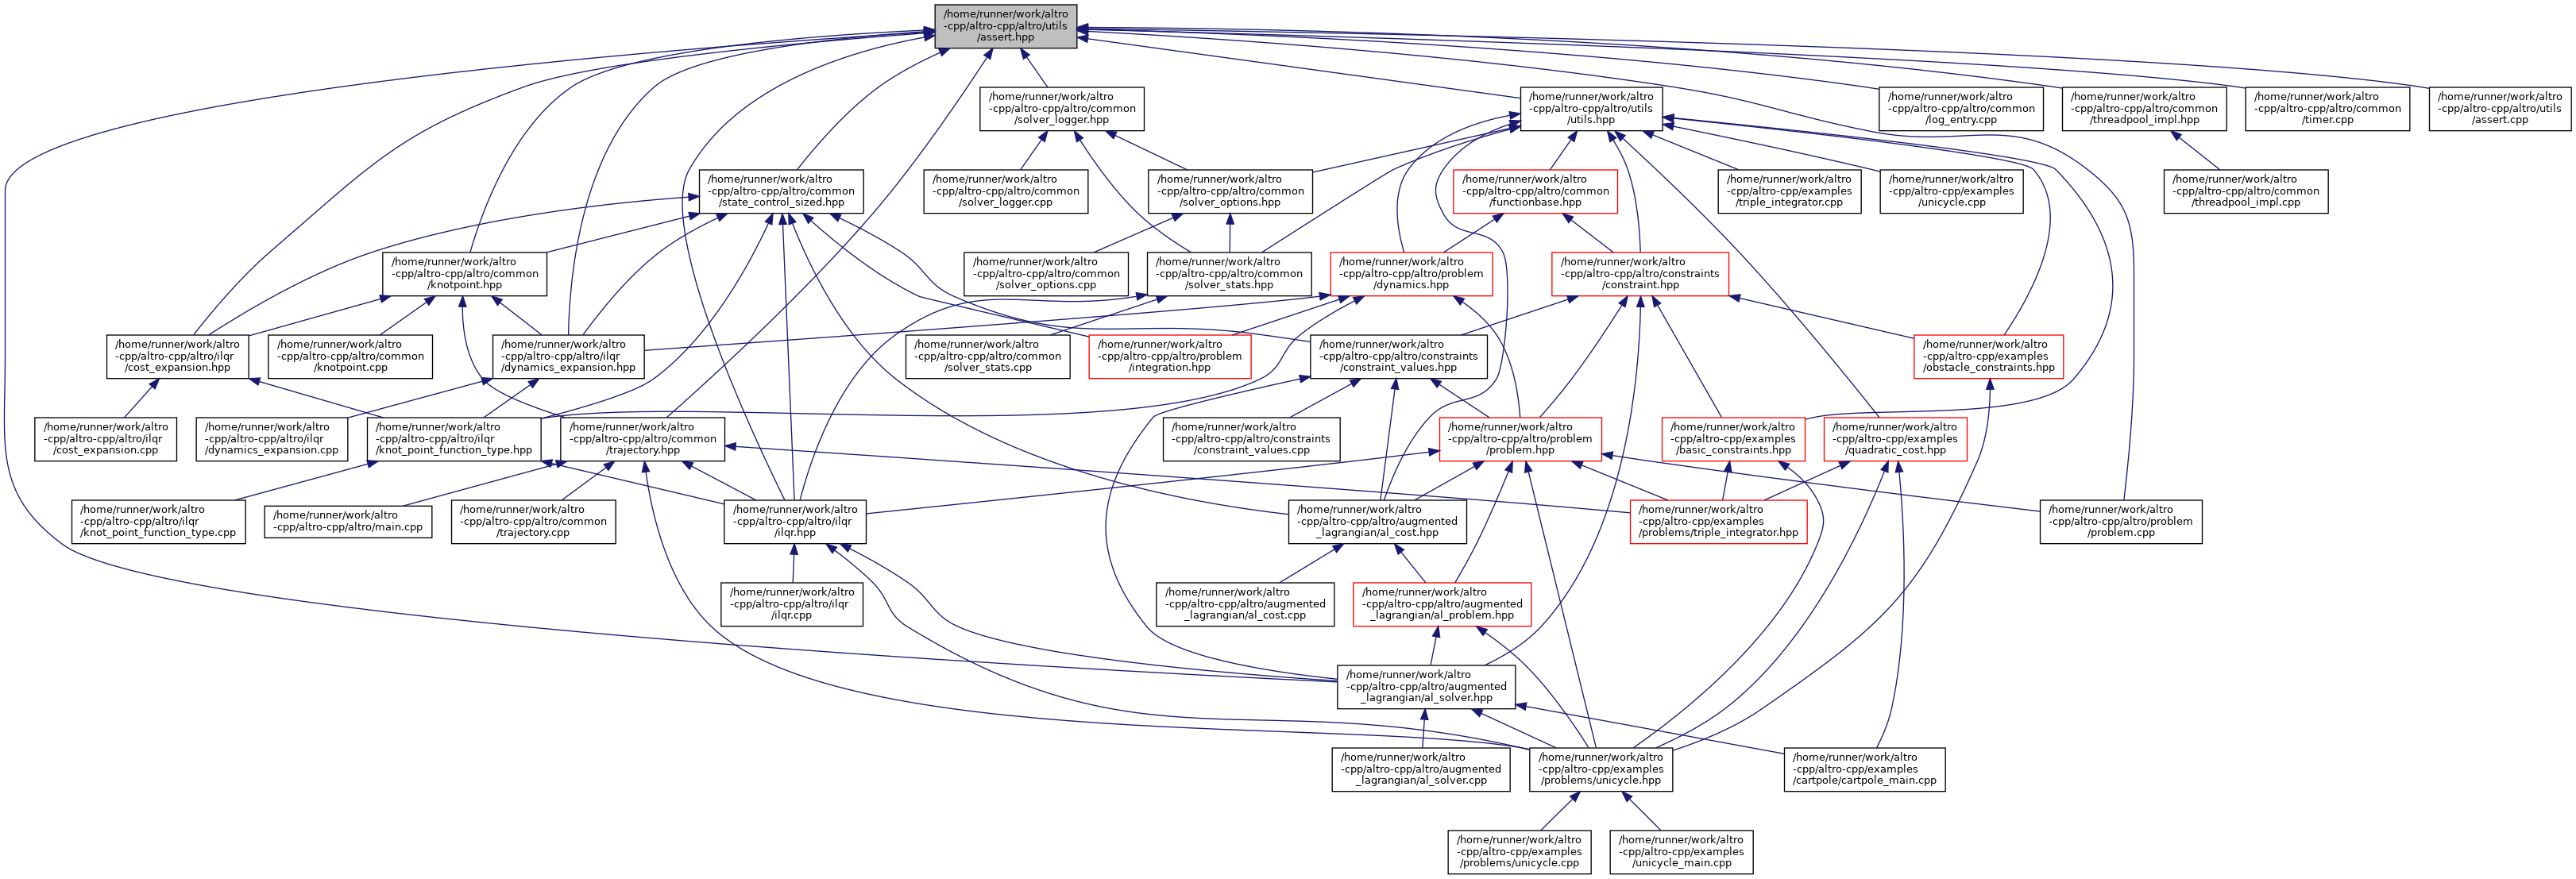 /home/runner/work/altro
-cpp/altro-cpp/altro/utils
/assert.hpp
/home/runner/work/altro
-cpp/altro-cpp/altro/common
/solver_logger.hpp
/home/runner/work/altro
-cpp/altro-cpp/altro/utils
/utils.hpp
/home/runner/work/altro
-cpp/altro-cpp/altro/common
/log_entry.cpp
/home/runner/work/altro
-cpp/altro-cpp/altro/common
/threadpool_impl.hpp
/home/runner/work/altro
-cpp/altro-cpp/altro/common
/timer.cpp
/home/runner/work/altro
-cpp/altro-cpp/altro/utils
/assert.cpp
/home/runner/work/altro
-cpp/altro-cpp/altro/common
/state_control_sized.hpp
/home/runner/work/altro
-cpp/altro-cpp/altro/common
/solver_logger.cpp
/home/runner/work/altro
-cpp/altro-cpp/altro/common
/solver_options.hpp
/home/runner/work/altro
-cpp/altro-cpp/altro/common
/functionbase.hpp
/home/runner/work/altro
-cpp/altro-cpp/examples
/triple_integrator.cpp
/home/runner/work/altro
-cpp/altro-cpp/examples
/unicycle.cpp
/home/runner/work/altro
-cpp/altro-cpp/altro/common
/threadpool_impl.cpp
/home/runner/work/altro
-cpp/altro-cpp/altro/common
/knotpoint.hpp
/home/runner/work/altro
-cpp/altro-cpp/altro/common
/solver_options.cpp
/home/runner/work/altro
-cpp/altro-cpp/altro/common
/solver_stats.hpp
/home/runner/work/altro
-cpp/altro-cpp/altro/problem
/dynamics.hpp
/home/runner/work/altro
-cpp/altro-cpp/altro/constraints
/constraint.hpp
/home/runner/work/altro
-cpp/altro-cpp/altro/ilqr
/cost_expansion.hpp
/home/runner/work/altro
-cpp/altro-cpp/altro/common
/knotpoint.cpp
/home/runner/work/altro
-cpp/altro-cpp/altro/ilqr
/dynamics_expansion.hpp
/home/runner/work/altro
-cpp/altro-cpp/altro/common
/solver_stats.cpp
/home/runner/work/altro
-cpp/altro-cpp/altro/problem
/integration.hpp
/home/runner/work/altro
-cpp/altro-cpp/altro/constraints
/constraint_values.hpp
/home/runner/work/altro
-cpp/altro-cpp/examples
/obstacle_constraints.hpp
/home/runner/work/altro
-cpp/altro-cpp/altro/ilqr
/cost_expansion.cpp
/home/runner/work/altro
-cpp/altro-cpp/altro/ilqr
/dynamics_expansion.cpp
/home/runner/work/altro
-cpp/altro-cpp/altro/ilqr
/knot_point_function_type.hpp
/home/runner/work/altro
-cpp/altro-cpp/altro/common
/trajectory.hpp
/home/runner/work/altro
-cpp/altro-cpp/altro/constraints
/constraint_values.cpp
/home/runner/work/altro
-cpp/altro-cpp/altro/problem
/problem.hpp
/home/runner/work/altro
-cpp/altro-cpp/examples
/basic_constraints.hpp
/home/runner/work/altro
-cpp/altro-cpp/examples
/quadratic_cost.hpp
/home/runner/work/altro
-cpp/altro-cpp/altro/ilqr
/knot_point_function_type.cpp
/home/runner/work/altro
-cpp/altro-cpp/altro/main.cpp
/home/runner/work/altro
-cpp/altro-cpp/altro/common
/trajectory.cpp
/home/runner/work/altro
-cpp/altro-cpp/altro/ilqr
/ilqr.hpp
/home/runner/work/altro
-cpp/altro-cpp/altro/augmented
_lagrangian/al_cost.hpp
/home/runner/work/altro
-cpp/altro-cpp/examples
/problems/triple_integrator.hpp
/home/runner/work/altro
-cpp/altro-cpp/altro/problem
/problem.cpp
/home/runner/work/altro
-cpp/altro-cpp/altro/ilqr
/ilqr.cpp
/home/runner/work/altro
-cpp/altro-cpp/altro/augmented
_lagrangian/al_cost.cpp
/home/runner/work/altro
-cpp/altro-cpp/altro/augmented
_lagrangian/al_problem.hpp
/home/runner/work/altro
-cpp/altro-cpp/altro/augmented
_lagrangian/al_solver.hpp
/home/runner/work/altro
-cpp/altro-cpp/altro/augmented
_lagrangian/al_solver.cpp
/home/runner/work/altro
-cpp/altro-cpp/examples
/problems/unicycle.hpp
/home/runner/work/altro
-cpp/altro-cpp/examples
/cartpole/cartpole_main.cpp
/home/runner/work/altro
-cpp/altro-cpp/examples
/problems/unicycle.cpp
/home/runner/work/altro
-cpp/altro-cpp/examples
/unicycle_main.cpp